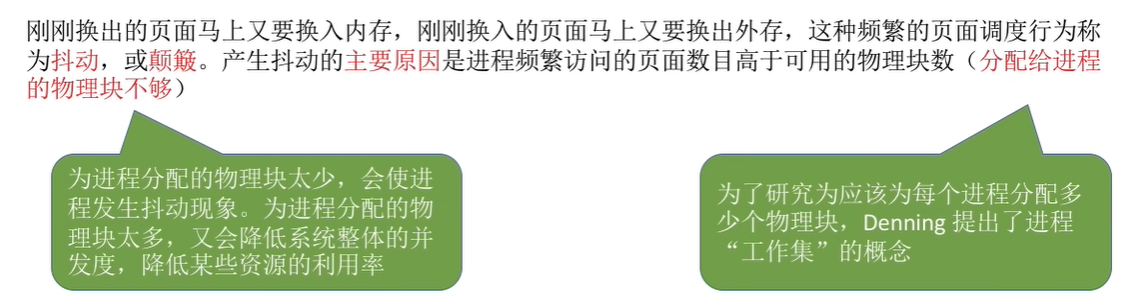 刚刚换出的页面马上又要换入内存，刚刚换入的页面马上又要换出外存，这种频繁的页面调度行为称
为抖动，或颠簸。产生抖动的主要原因是进程频繁访问的页面数目高于可用的物理块数（分配给进程
的物理块不够）
为进程分配的物理块太少，会使进
程发生抖动现象。为进程分配的物
理块太多，又会降低系统整体的并
发度，降低某些资源的利用率
为了研究为应该为每个进程分配多
少个物理块，Denning 提出了进程
“工作集”的概念